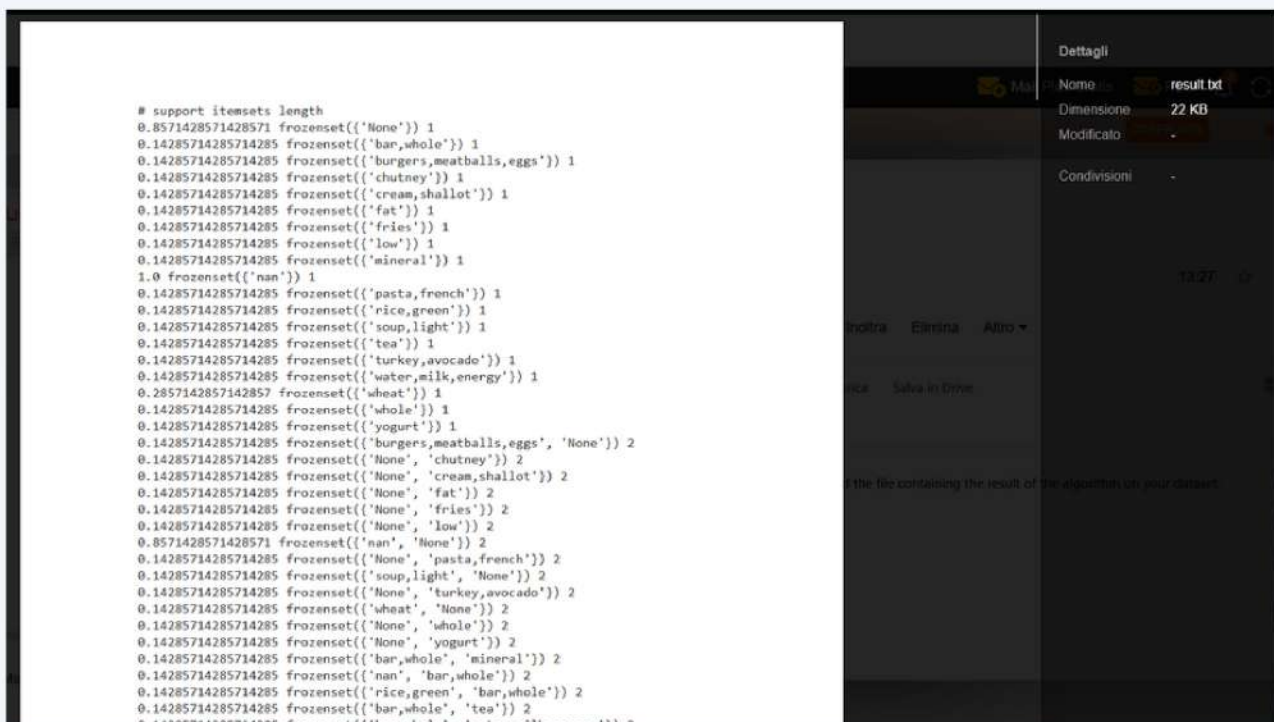 # support itemsets length
0.8571428571428571 frozenset({'None'}) 1
0.14285714285714285 frozenset({'bar,whole'}) 1
0.14285714285714285 frozenset({'burgers,meatballs,eggs'}) 1
0.14285714285714285 frozenset({'chutney'}) 1
0.14285714285714285 frozenset({'cream,shallot'}) 1
0.14285714285714285 frozenset({'fat'}) 1
0.14285714285714285 frozenset({'fries'}) 1
0.14285714285714285 frozenset({'low'}) 1
0.14285714285714285 frozenset({'mineral'}) 1
1.0 frozenset({'nan'}) 1
0.14285714285714285 frozenset({'pasta,french'}) 1
0.14285714285714285 frozenset({'rice,green'}) 1
0.14285714285714285 frozenset({'soup,light'}) 1
0.14285714285714285 frozenset({'tea'}) 1
0.14285714285714285 frozenset({'turkey,avocado'}) 1
0.14285714285714285 frozenset({'water,milk,energy'}) 1
0.2857142857142857 frozenset({'wheat'}) 1
0.14285714285714285 frozenset({'whole'}) 1
0.14285714285714285 frozenset({'yogurt'}) 1
0.14285714285714285 frozenset({'burgers,meatballs,eggs', 'None'}) 2
0.14285714285714285 frozenset({'None', 'chutney'}) 2
0.14285714285714285 frozenset({'None', 'cream,shallot'}) 2
0.14285714285714285 frozenset({'None', 'fat'}) 2
0.14285714285714285 frozenset({'None', 'fries'}) 2
0.14285714285714285 frozenset({'None', 'low'}) 2
0.8571428571428571 frozenset({'nan', 'None'}) 2
0.14285714285714285 frozenset({'None', 'pasta,french'}) 2
0.14285714285714285 frozenset({'soup,light', 'None'}) 2
0.14285714285714285 frozenset({'None', 'turkey,avocado'}) 2
0.14285714285714285 frozenset({'wheat', 'None'}) 2
0.14285714285714285 frozenset({'None', 'whole'}) 2
0.14285714285714285 frozenset({'None', 'yogurt'}) 2
0.14285714285714285 frozenset({'bar,whole', 'mineral'}) 2
0.14285714285714285 frozenset({'nan', 'bar,whole'}) 2
0.14285714285714285 frozenset({'rice,green', 'bar,whole'}) 2
0.14285714285714285 frozenset({'bar,whole', 'tea'}) 2
Dettagli
Nome result.txt
Dimensione 22 KB
Modificato -
Condivisioni -
Mail
13:27
Inoltra Elimina Altro
Salva in Drive
the file containing the result of the algorithm on your dataset